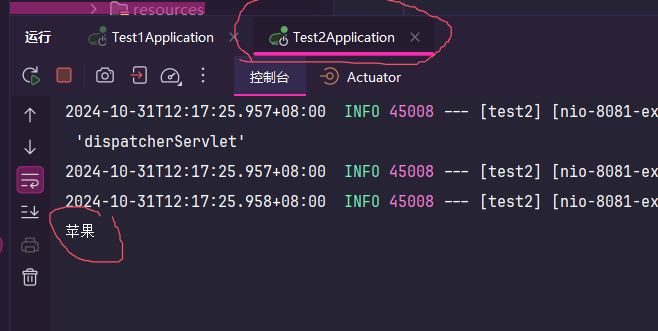 resources
运行
Test1Application
Test2Application
控制台
Actuator
2024-10-31T12:17:25.957+08:00 INFO 45008 --- [test2] [nio-8081-ex
'dispatcherServlet'
2024-10-31T12:17:25.957+08:00 INFO 45008 --- [test2] [nio-8081-ex
2024-10-31T12:17:25.958+08:00 INFO 45008 --- [test2] [nio-8081-ex
苹果